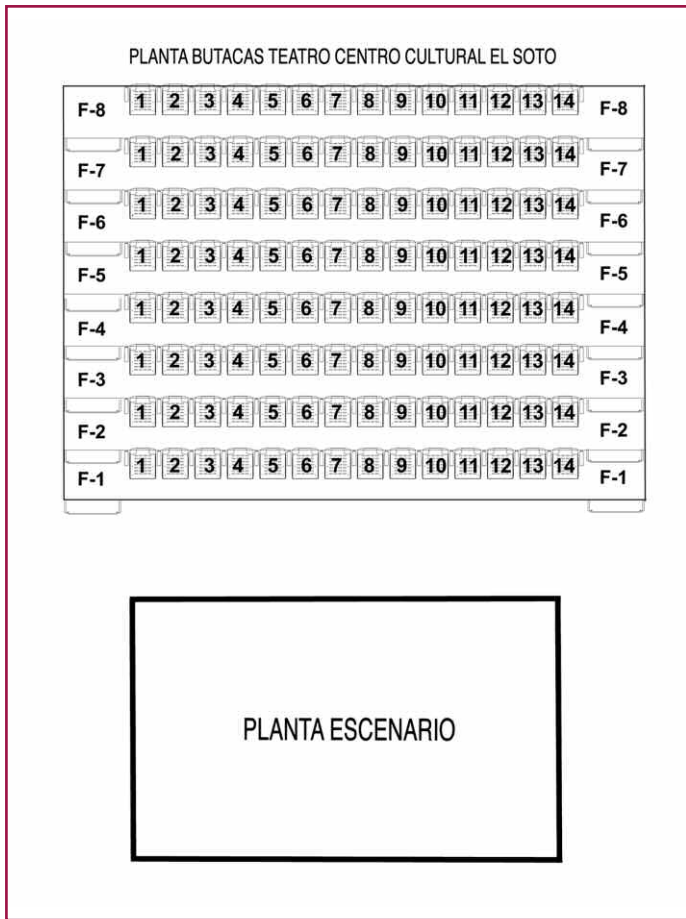 PLANTA BUTACAS TEATRO CENTRO CULTURAL EL SOTO
F-8 1 2 3 4 5 6 7 8 9 10 11 12 13 14 F-8
F-7 1 2 3 4 5 6 7 8 9 10 11 12 13 14 F-7
F-6 1 2 3 4 5 6 7 8 9 10 11 12 13 14 F-6
F-5 1 2 3 4 5 6 7 8 9 10 11 12 13 14 F-5
F-4 1 2 3 4 5 6 7 8 9 10 11 12 13 14 F-4
F-3 1 2 3 4 5 6 7 8 9 10 11 12 13 14 F-3
F-2 1 2 3 4 5 6 7 8 9 10 11 12 13 14 F-2
F-1 1 2 3 4 5 6 7 8 9 10 11 12 13 14 F-1
PLANTA ESCENARIO